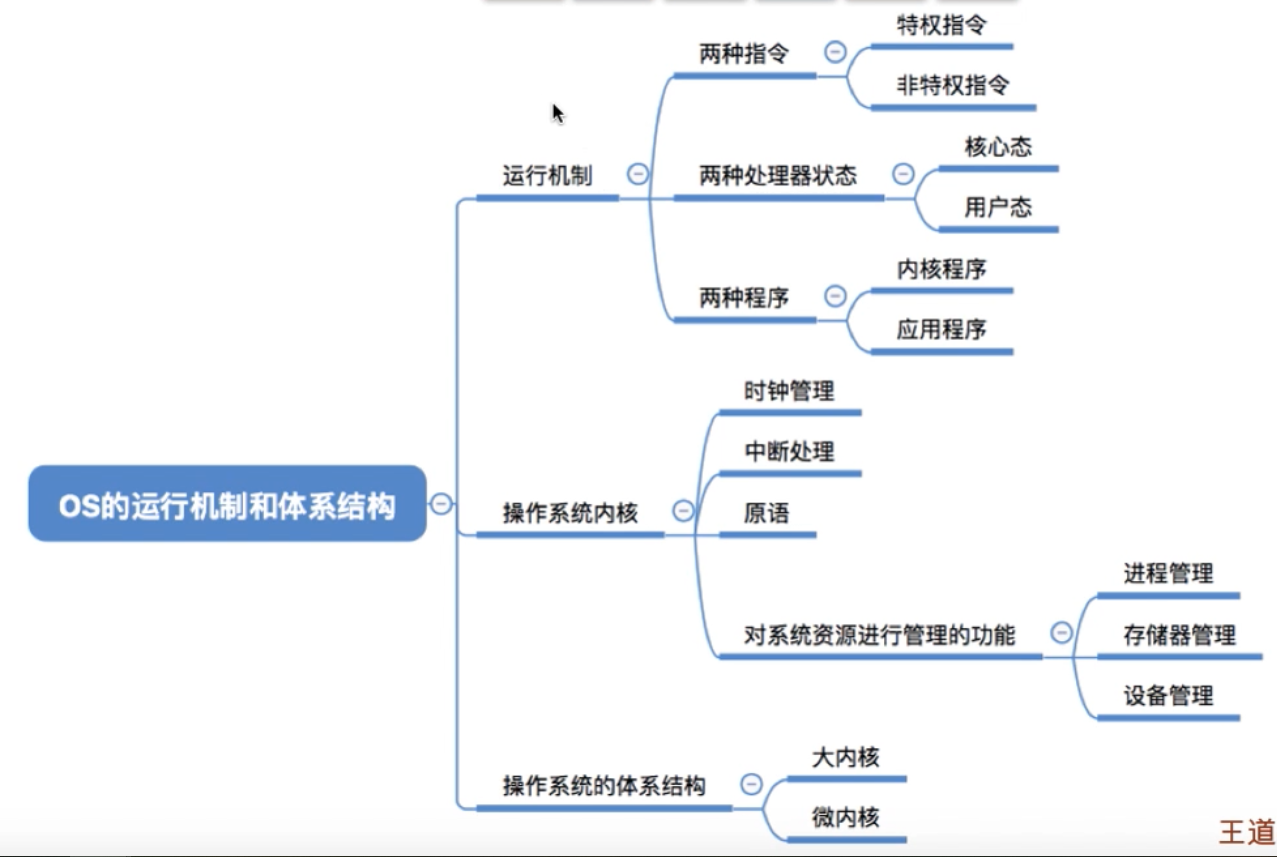 OS的运行机制和体系结构
运行机制
两种指令
特权指令
非特权指令
两种处理器状态
核心态
用户态
两种程序
内核程序
应用程序
操作系统内核
时钟管理
中断处理
原语
对系统资源进行管理的功能
进程管理
存储器管理
设备管理
操作系统的体系结构
大内核
微内核
王道